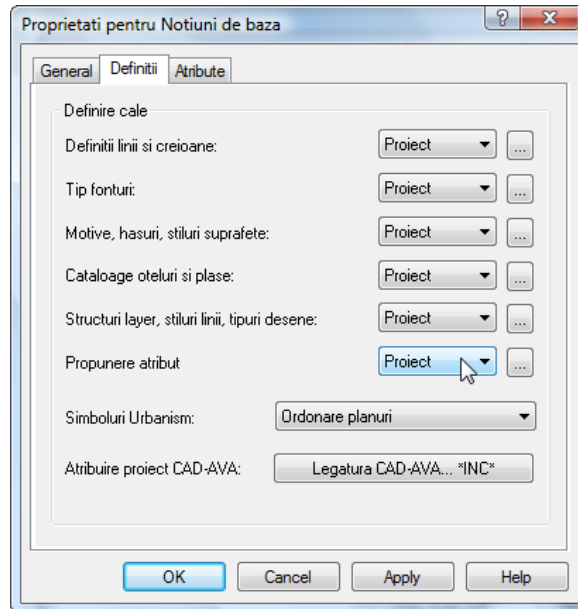 Proprietati pentru Notiuni de baza
General Definitii Atribute
Definire cale
Definitii linii si creioane: Proiect ...
Tip fonturi: Proiect ...
Motive, hasuri, stiluri suprafete: Proiect ...
Cataloage oteluri si plase: Proiect ...
Structuri layer, stiluri linii, tipuri desene: Proiect ...
Propunere atribut Proiect ...
Simboluri Urbanism: Ordonare planuri
Atribuire proiect CAD-AVA: Legatura CAD-AVA... *INC*
OK Cancel Apply Help